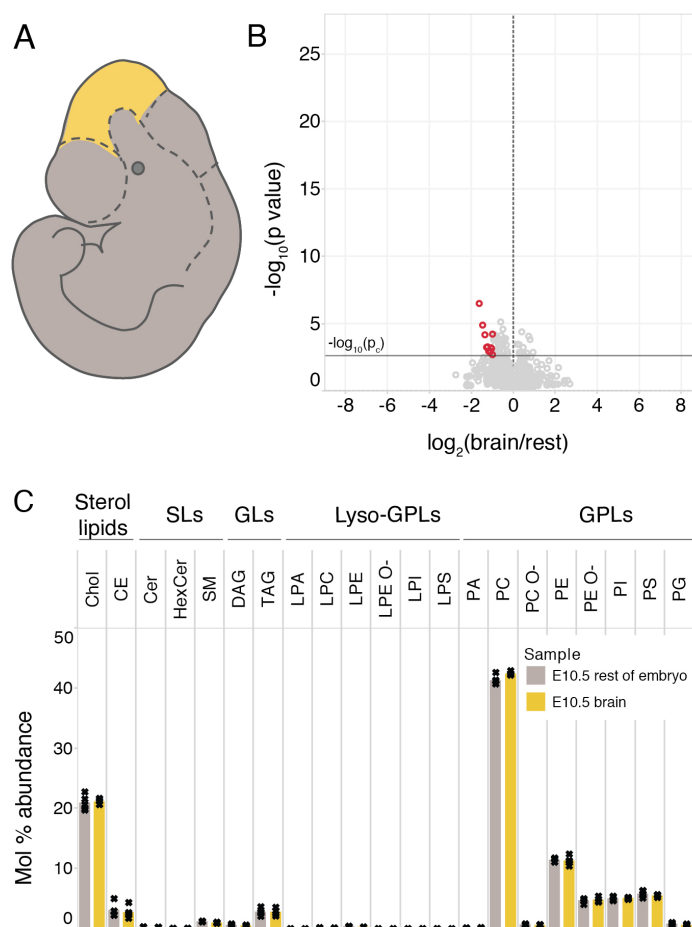 A
B
25
20
15
10
5
0
-log10(p value)
-log10(pc)
-8 -6 -4 -2 0 2 4 6 8
log2(brain/rest)
C
Sterol lipids
SLs
GLs
Lyso-GPLs
GPLs
Chol
CE
Cer
HexCer
SM
DAG
TAG
LPA
LPC
LPE
LPE O-
LPI
LPS
PA
PC
PC O-
PE
PE O-
PI
PS
PG
50
40
30
20
10
0
Mol % abundance
Sample
E10.5 rest of embryo
E10.5 brain